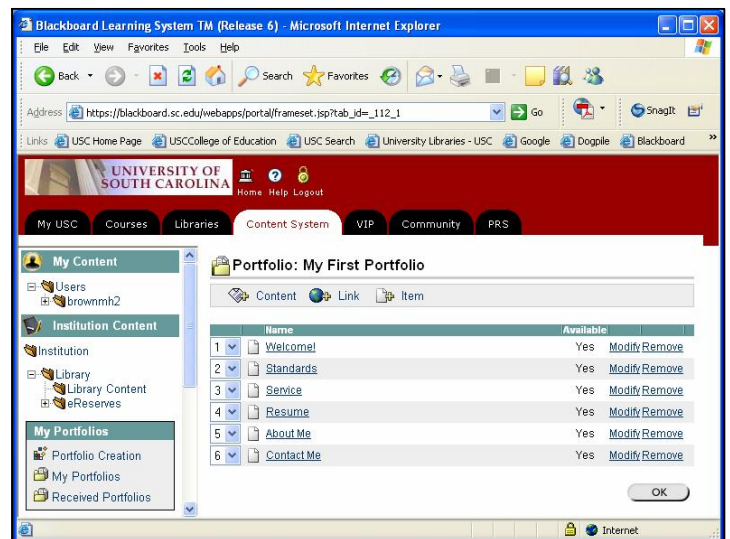 Blackboard Learning System TM (Release 6) - Microsoft Internet Explorer
File Edit View Favorites Tools Help
Back Search Favorites
Address https://blackboard.sc.edu/webapps/portal/frameset.jsp?tab_id=_112_1 Go SnagIt
Links USC Home Page USCCollege of Education USC Search University Libraries - USC Google Dogpile Blackboard »
UNIVERSITY OF
SOUTH CAROLINA
Home Help Logout
My USC Courses Libraries Content System VIP Community PRS
My Content
Users
brownmh2
Institution Content
Institution
Library
Library Content
eReserves
My Portfolios
Portfolio Creation
My Portfolios
Received Portfolios
Portfolio: My First Portfolio
Content Link Item
Name Available
1 Welcome! Yes Modify Remove
2 Standards Yes Modify Remove
3 Service Yes Modify Remove
4 Resume Yes Modify Remove
5 About Me Yes Modify Remove
6 Contact Me Yes Modify Remove
OK
Internet